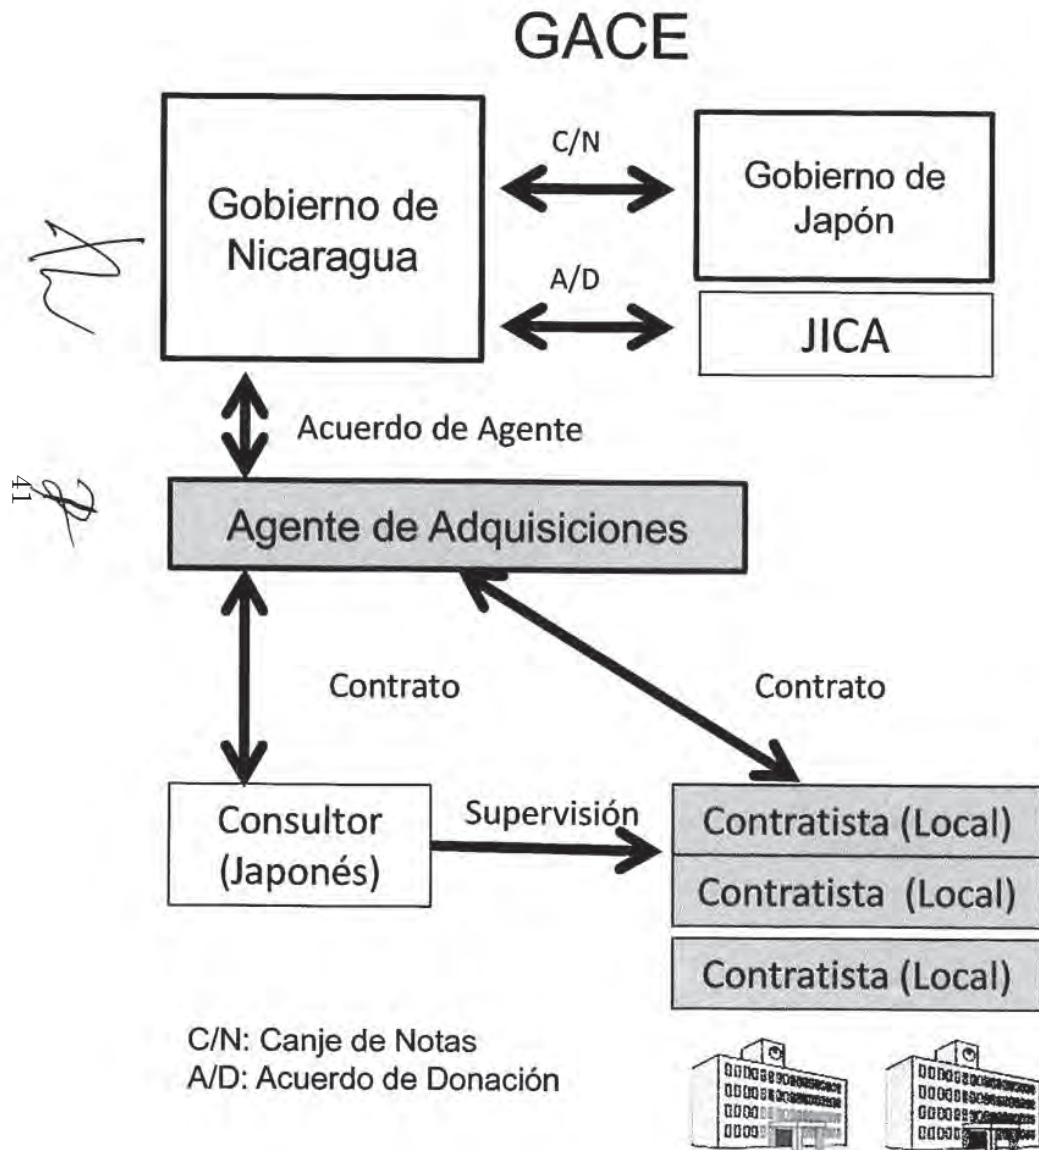 GACE
C/N
Gobierno de
Nicaragua
Gobierno de
Japón
A/D
JICA
Acuerdo de Agente
41
Agente de Adquisiciones
Contrato
Contrato
Consultor
(Japonés)
Supervisión
Contratista (Local)
Contratista (Local)
Contratista (Local)
C/N: Canje de Notas
A/D: Acuerdo de Donación